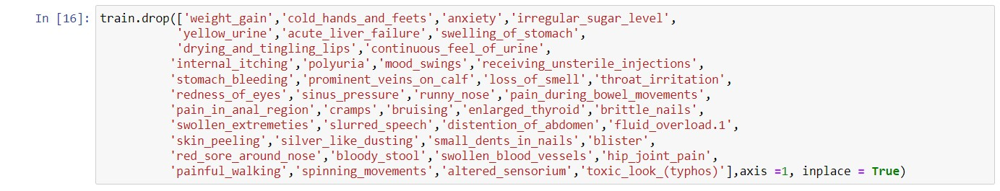 In [16]: train.drop(['weight_gain','cold_hands_and_feets','anxiety','irregular_sugar_level',
'yellow_urine','acute_liver_failure','swelling_of_stomach',
'drying_and_tingling_lips','continuous_feel_of_urine',
'internal_itching','polyuria','mood_swings','receiving_unsterile_injections',
'stomach_bleeding','prominent_veins_on_calf','loss_of_smell','throat_irritation',
'redness_of_eyes','sinus_pressure','runny_nose','pain_during_bowel_movements',
'pain_in_anal_region','cramps','bruising','enlarged_thyroid','brittle_nails',
'swollen_extremeties','slurred_speech','distention_of_abdomen','fluid_overload.1',
'skin_peeling','silver_like_dusting','small_dents_in_nails','blister',
'red_sore_around_nose','bloody_stool','swollen_blood_vessels','hip_joint_pain',
'painful_walking','spinning_movements','altered_sensorium','toxic_look_(typhos)'],axis =1, inplace = True)